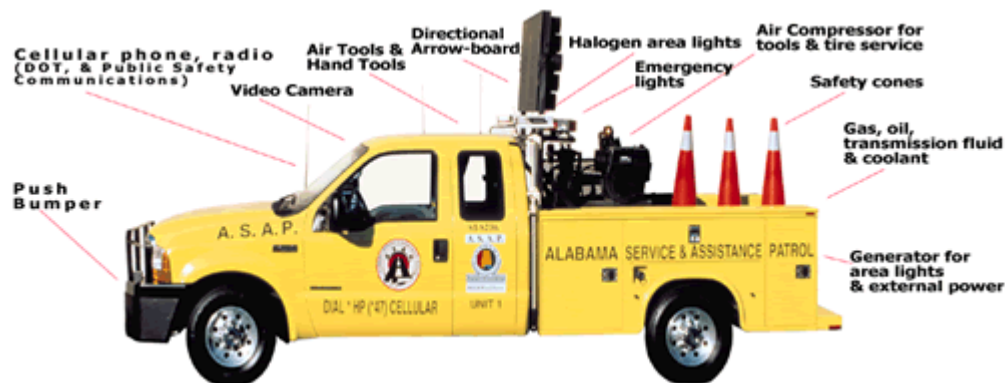 Cellular phone, radio
(DOT, & Public Safety
Communications)
Video Camera
Air Tools &
Hand Tools
Directional
Arrow-board
Halogen area lights
Emergency
lights
Air Compressor for
tools & tire service
Safety cones
Gas, oil,
transmission fluid
& coolant
Push
Bumper
Generator for
area lights
& external power
A. S. A. P.
A. S. A. P.
ALABAMA SERVICE & ASSISTANCE PATROL
DIAL * HP (*47) CELLULAR
UNIT 1